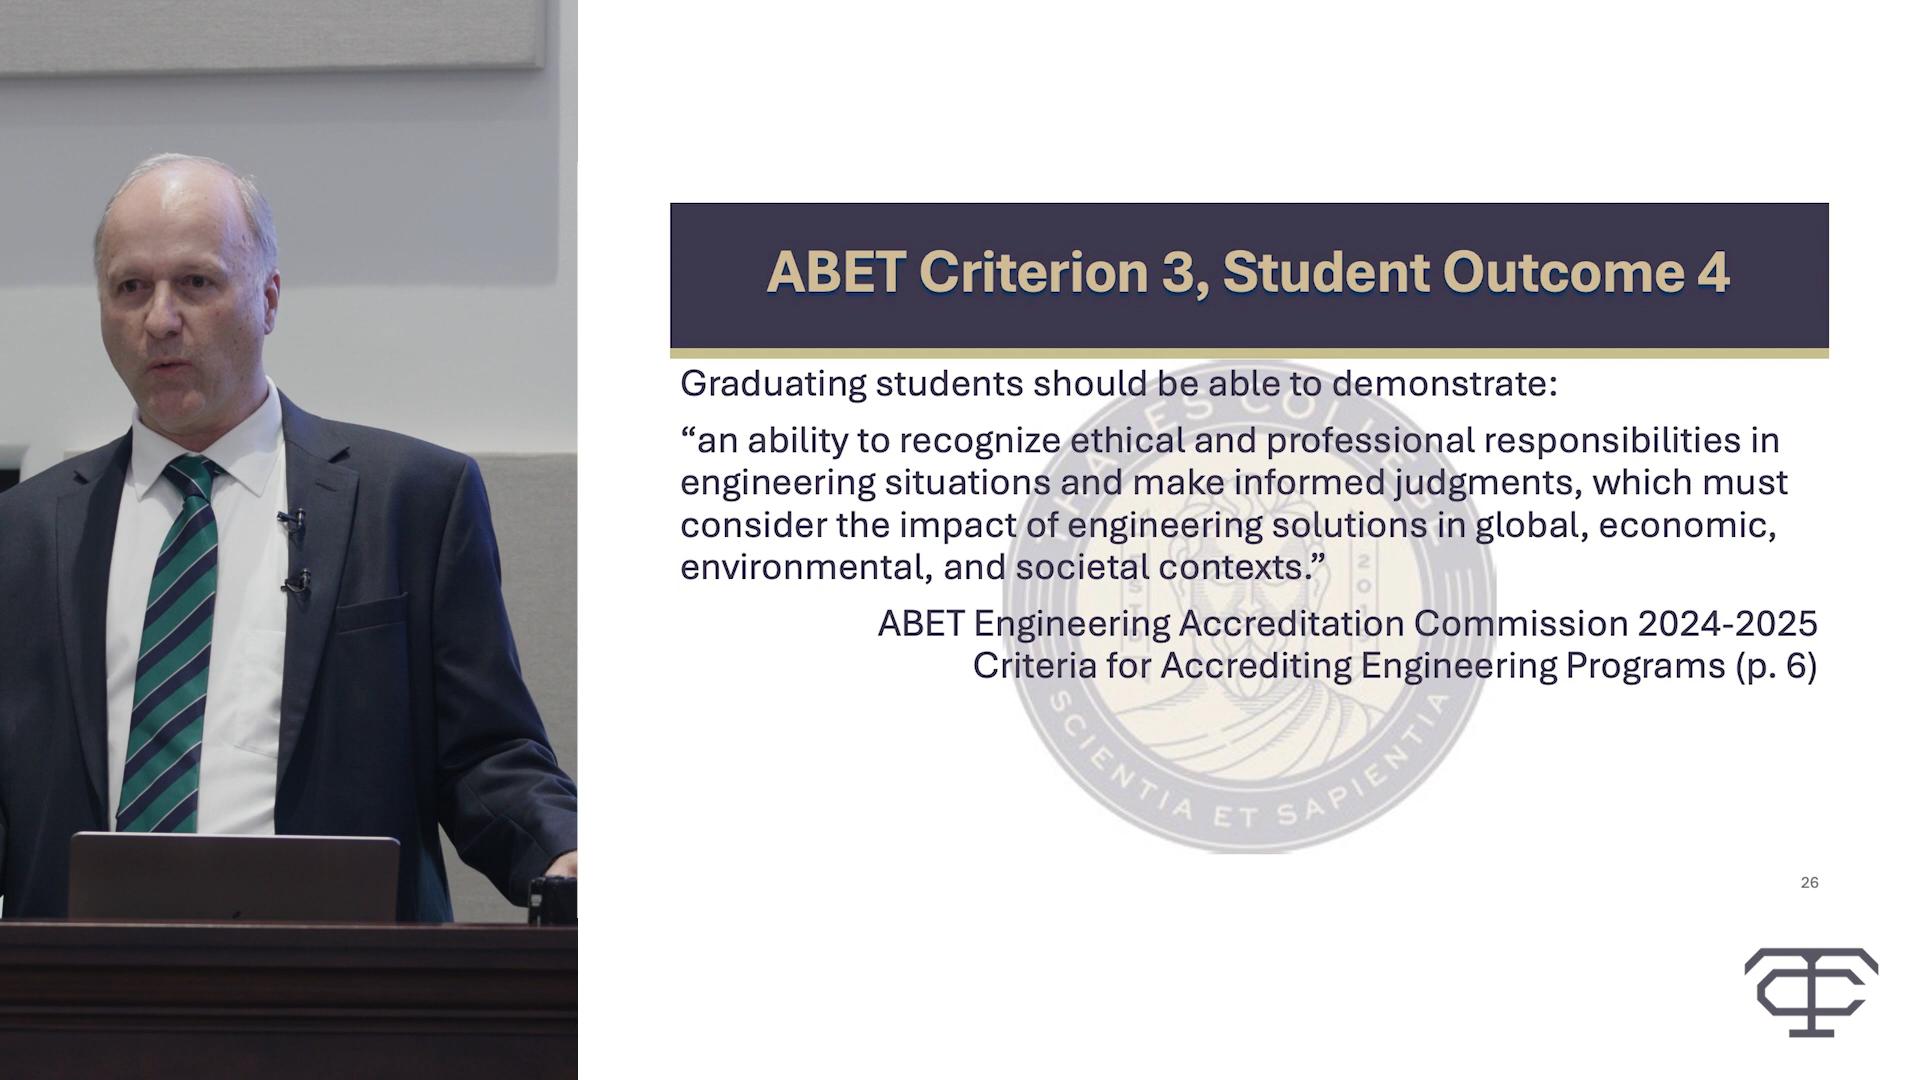 ABET Criterion 3, Student Outcome 4
Graduating students should be able to demonstrate:
“an ability to recognize ethical and professional responsibilities in
engineering situations and make informed judgments, which must
consider the impact of engineering solutions in global, economic,
environmental, and societal contexts.”
ABET Engineering Accreditation Commission 2024-2025
Criteria for Accrediting Engineering Programs (p. 6)
SCIENTIA ET SAPIENTIA
26